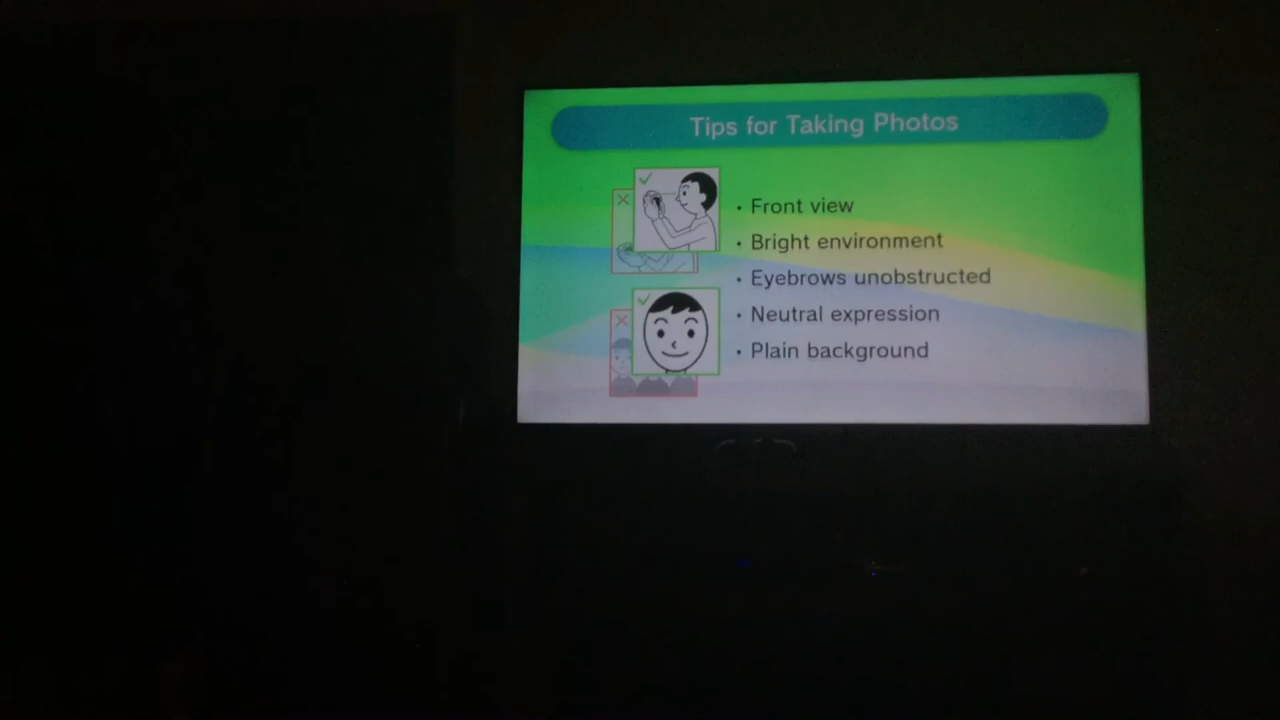 Tips for Taking Photos
・Front view
・Bright environment
・Eyebrows unobstructed
・Neutral expression
・Plain background